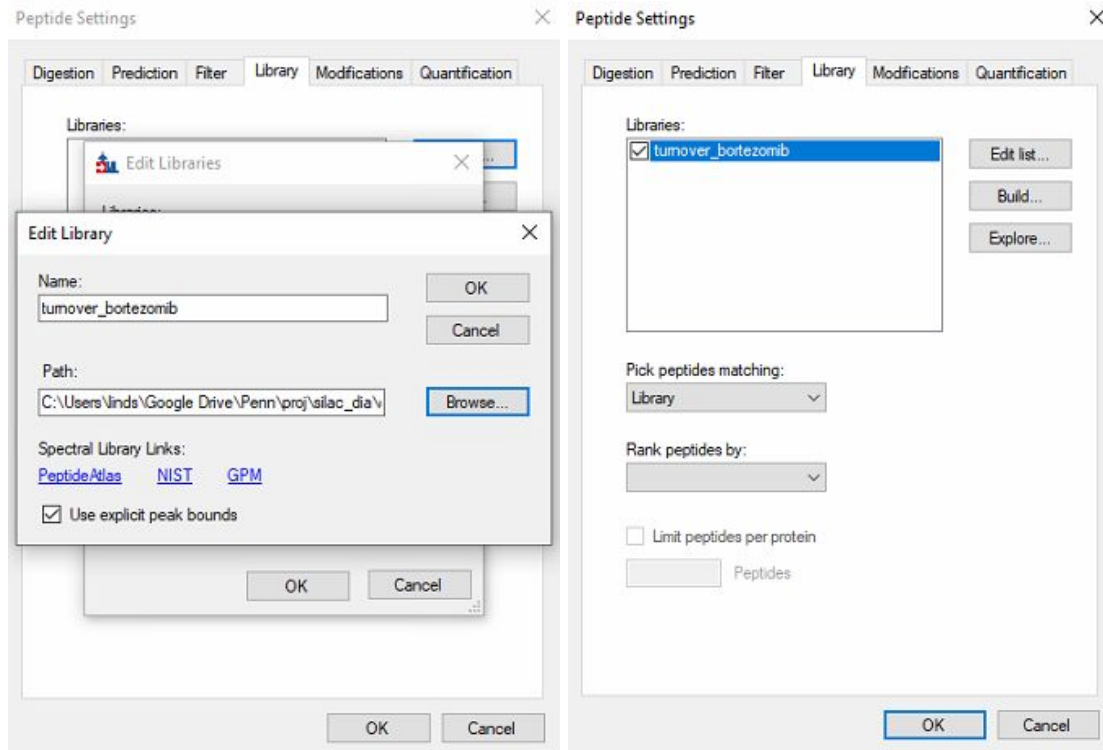 Peptide Settings
Digestion Prediction Filter Library Modifications Quantification
Libraries:
Edit Libraries
Edit Library
Name:
turnover_bortezomib
OK
Cancel
Path:
C:\Users\linds\Google Drive\Penn\proj\silac_dia\
Browse...
Spectral Library Links:
PeptideAtlas NIST GPM
Use explicit peak bounds
OK Cancel
OK Cancel
Peptide Settings
Digestion Prediction Filter Library Modifications Quantification
Libraries:
turnover_bortezomib
Edit list...
Build...
Explore...
Pick peptides matching:
Library
Rank peptides by:
Limit peptides per protein
Peptides
OK Cancel